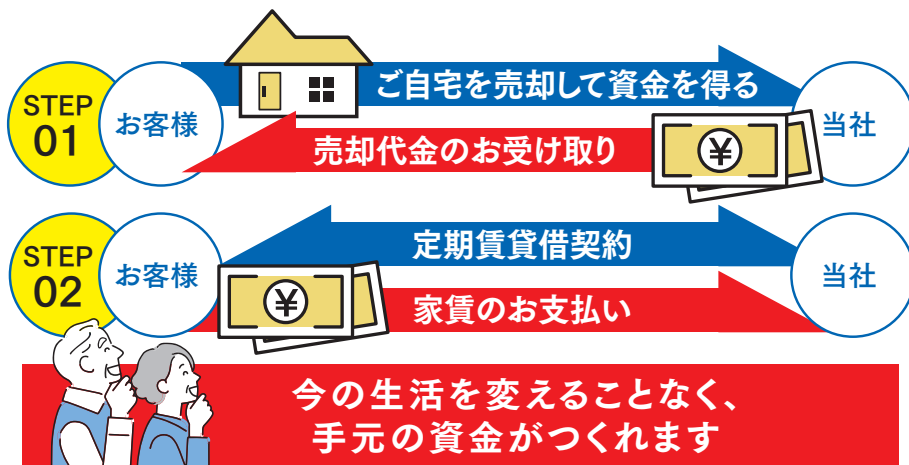 STEP
01
お客様
ご自宅を売却して資金を得る
売却代金のお受け取り
¥
当社
STEP
02
お客様
定期賃貸借契約
¥
家賃のお支払い
当社
今の生活を変えることなく、
手元の資金がつくれます